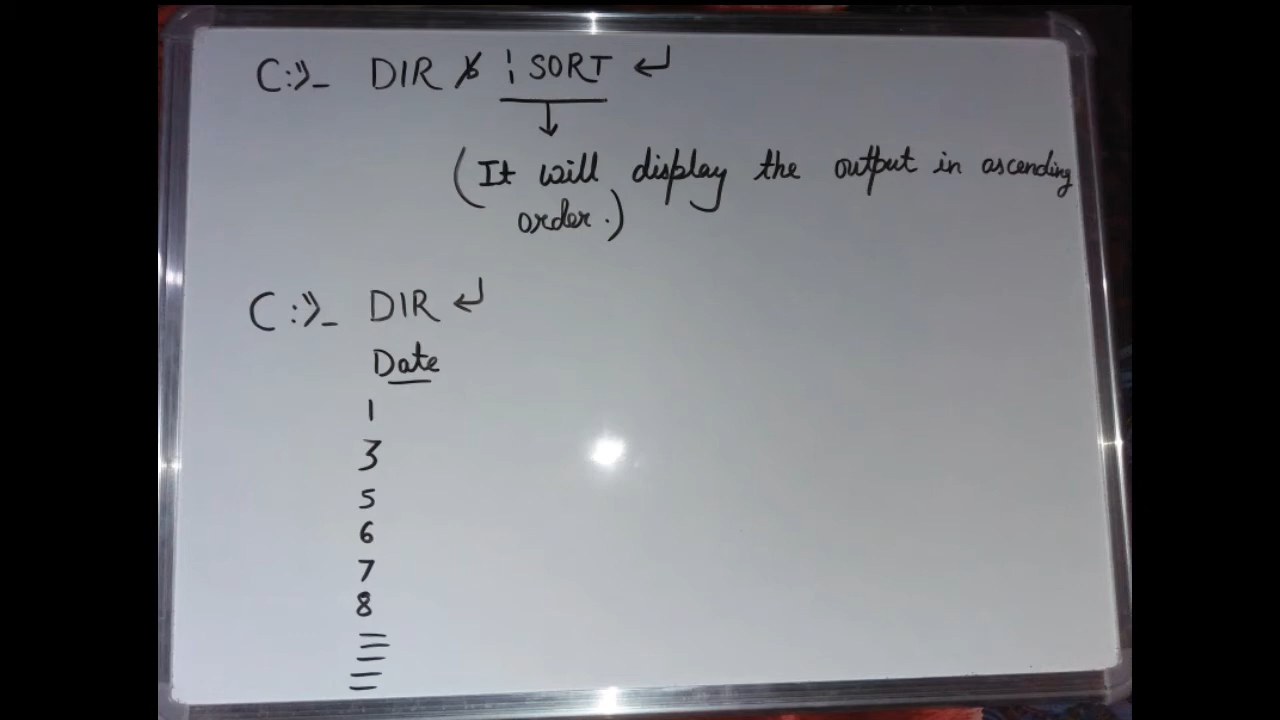 C:\>_ DIR ␢ ¦ SORT ↵
↓
(It will display the output in ascending
order.)
C:\>_ DIR ↵
Date
1
3
5
6
7
8